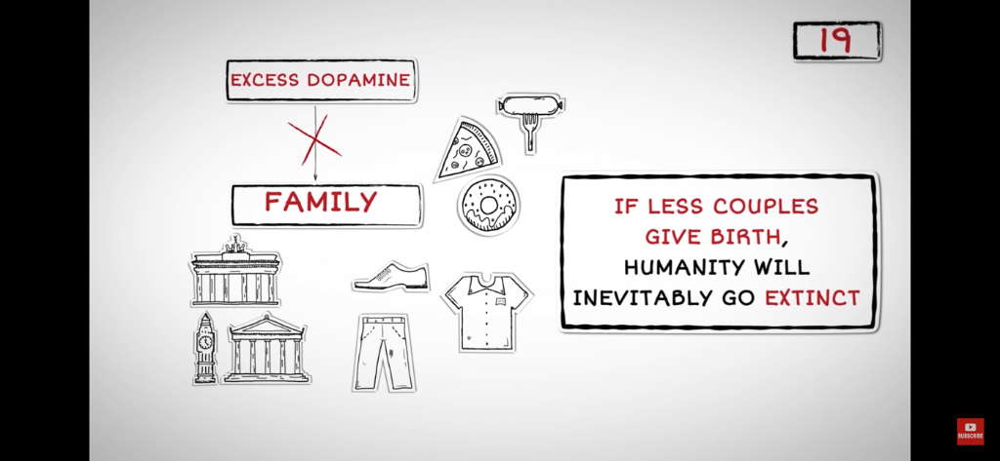 19
EXCESS DOPAMINE
FAMILY
IF LESS COUPLES
GIVE BIRTH,
HUMANITY WILL
INEVITABLY GO EXTINCT
SUBSCRIBE